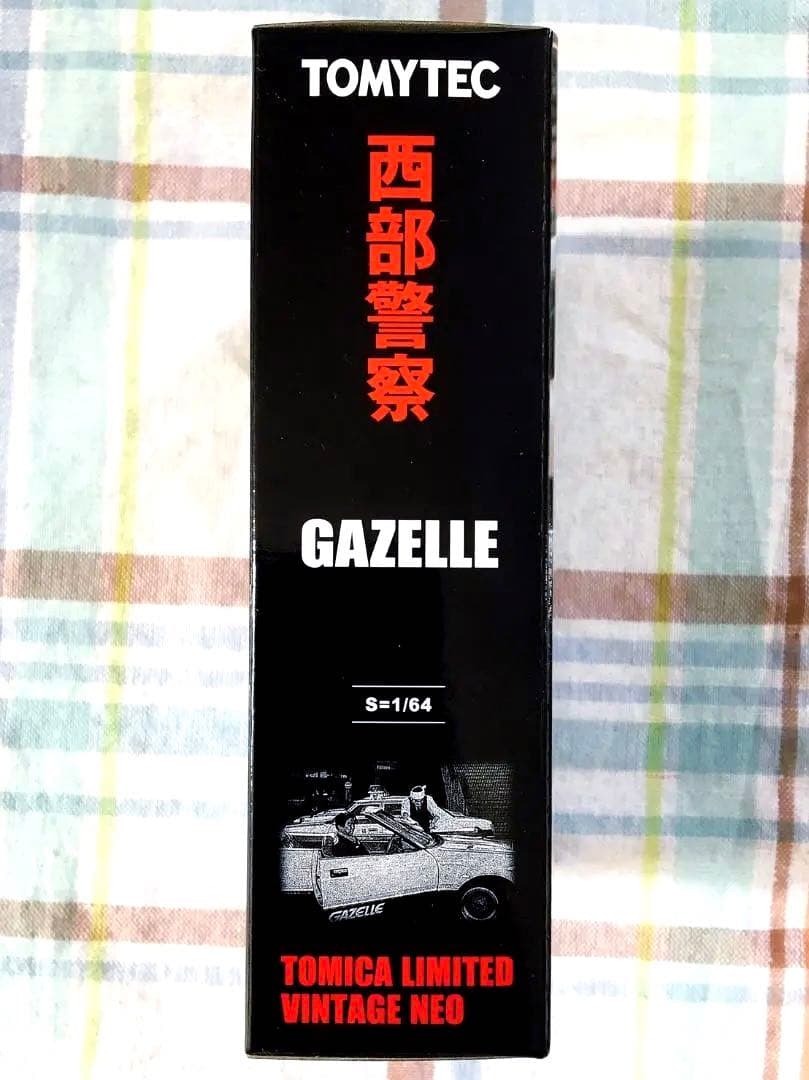 TOMYTEC
西部警察
GAZELLE
S=1/64
GAZELLE
TOMICA LIMITED
VINTAGE NEO